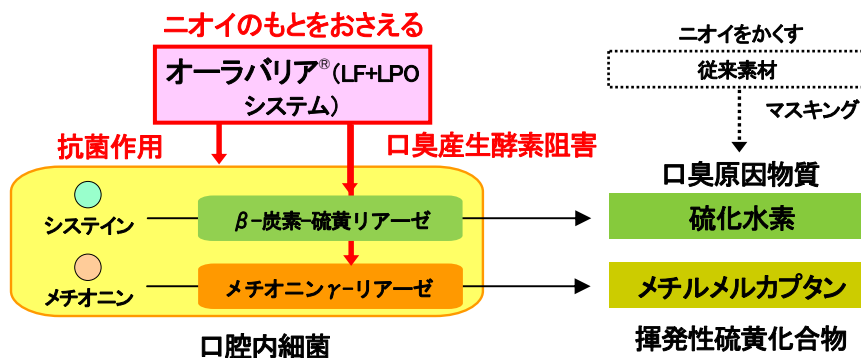 ニオイのもとをおさえる
オーラバリア®(LF+LPO
システム)
抗菌作用
口臭産生酵素阻害
システイン
β-炭素-硫黄リアーゼ
メチオニン
メチオニンγ-リアーゼ
口腔内細菌
ニオイをかくす
従来素材
マスキング
口臭原因物質
硫化水素
メチルメルカプタン
揮発性硫黄化合物